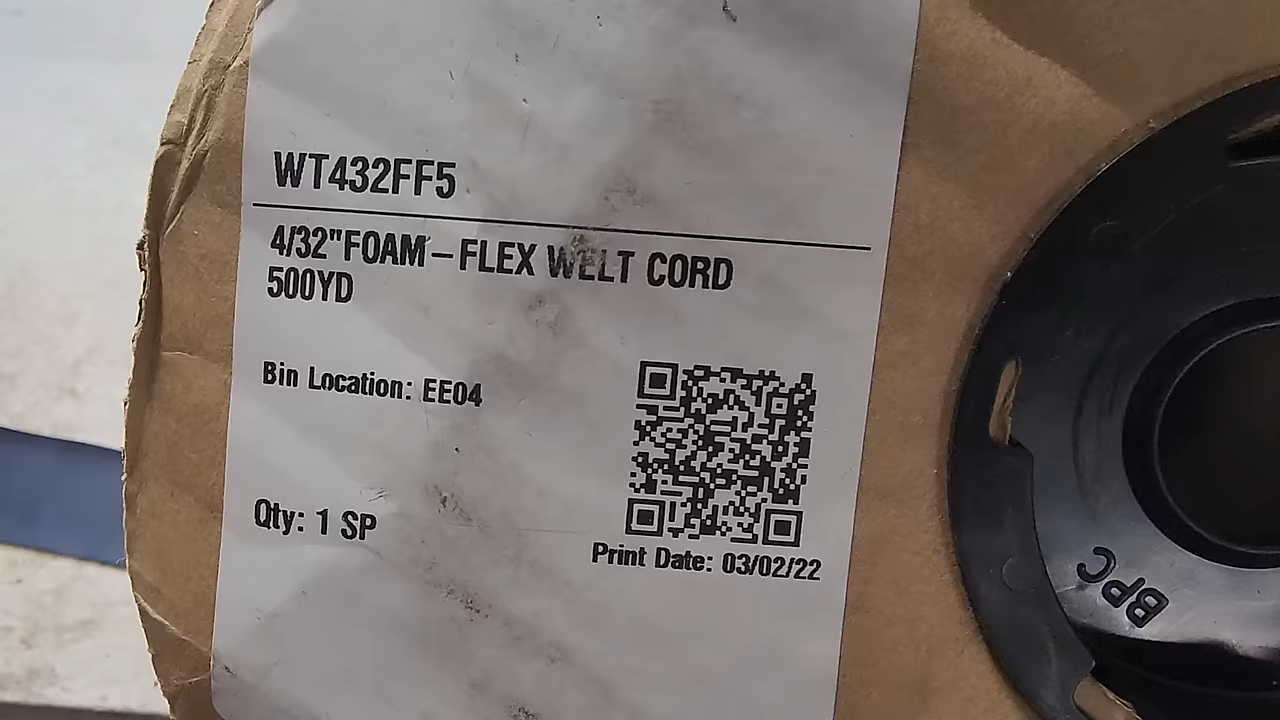 WT432FF5
4/32"FOAM-FLEX WELT CORD
500YD
Bin Location: EE04
Qty: 1 SP
Print Date: 03/02/22
BPC